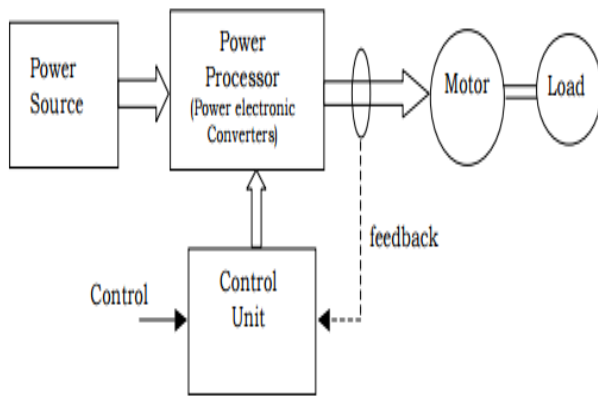 Power
Source
Power
Processor
(Power electronic
Converters)
Motor
Load
feedback
Control
Control
Unit